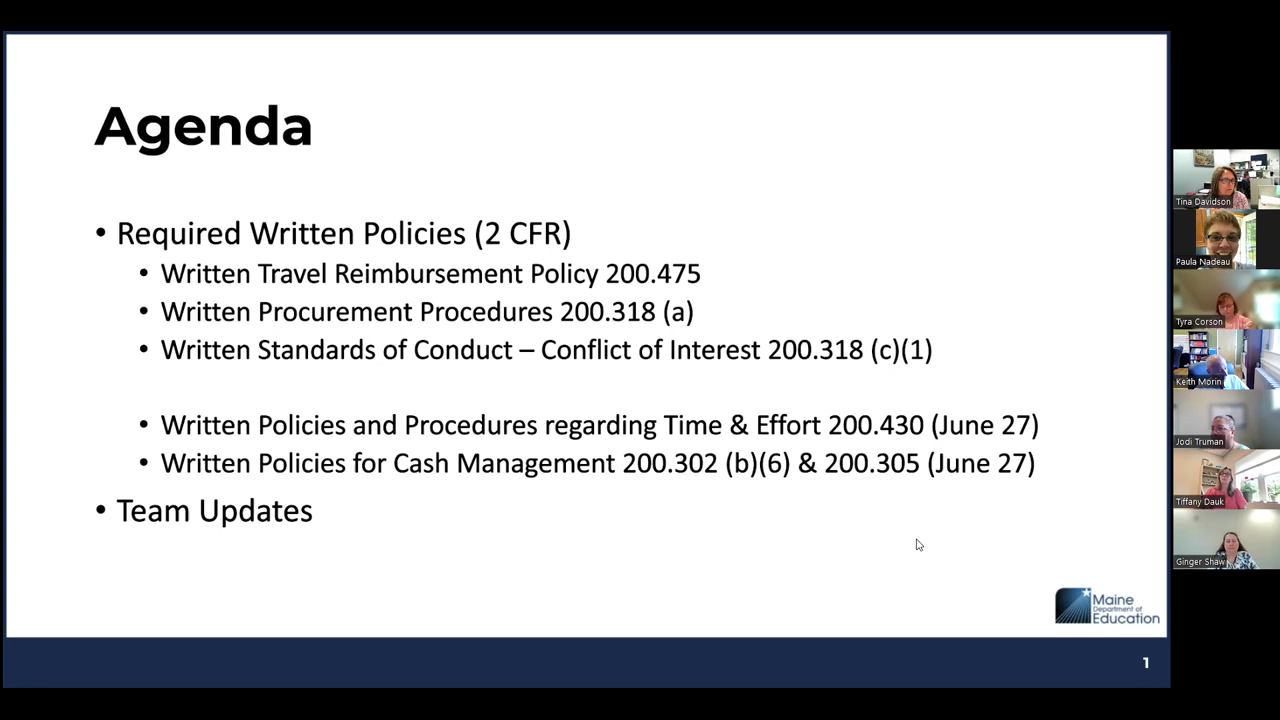 Agenda
• Required Written Policies (2 CFR)
• Written Travel Reimbursement Policy 200.475
• Written Procurement Procedures 200.318 (a)
• Written Standards of Conduct – Conflict of Interest 200.318 (c)(1)
• Written Policies and Procedures regarding Time & Effort 200.430 (June 27)
• Written Policies for Cash Management 200.302 (b)(6) & 200.305 (June 27)
• Team Updates
Maine
Department of
Education
1
Tina Davidson
Paula Nadeau
Tyra Corson
Keith Morin
Jodi Truman
Tiffany Dauk
Ginger Shaw